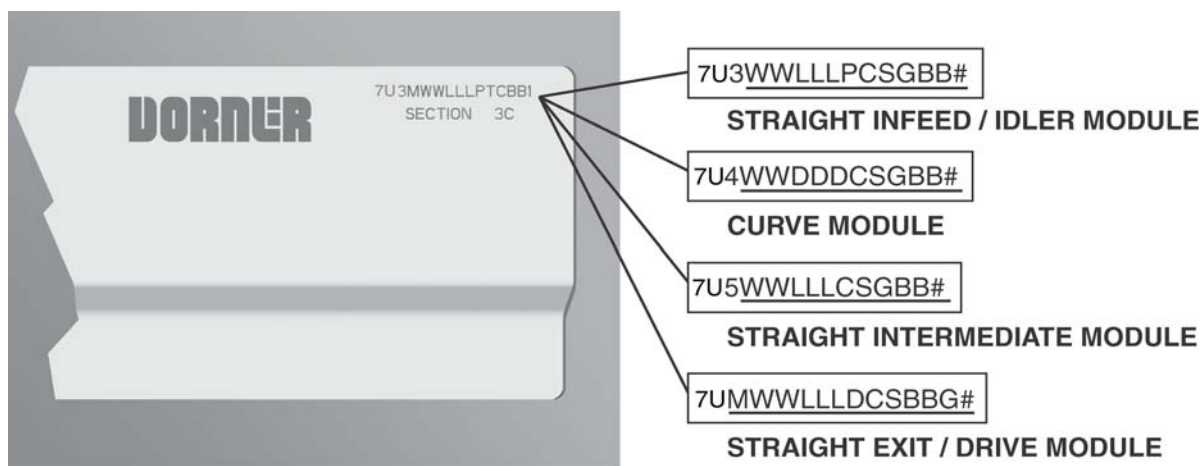 DORNER
7U3MWWLLLPTCBB1
SECTION 3C
7U3WWLLLPCSGBB#
STRAIGHT INFEED / IDLER MODULE
7U4WWDDDCSGBB#
CURVE MODULE
7U5WWLLLCSGBB#
STRAIGHT INTERMEDIATE MODULE
7UMWWLLLDCSBBG#
STRAIGHT EXIT / DRIVE MODULE